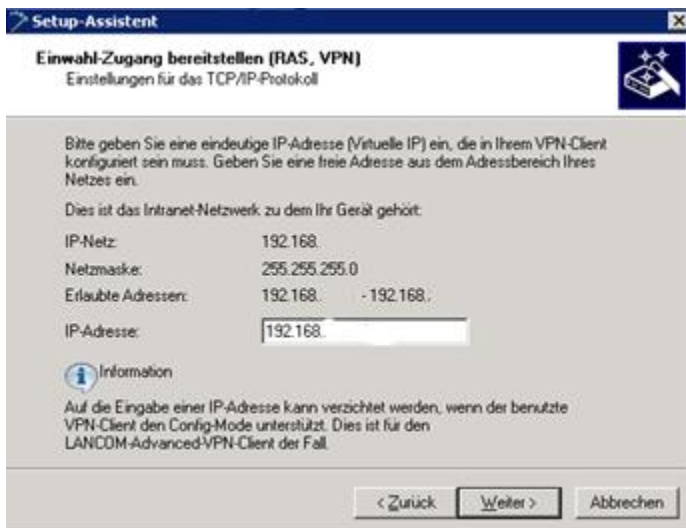 Setup-Assistent
Einwahl-Zugang bereitstellen (RAS, VPN)
Einstellungen für das TCP/IP-Protokoll
Bitte geben Sie eine eindeutige IP-Adresse (Virtuelle IP) ein, die in Ihrem VPN-Client
konfiguriert sein muss. Geben Sie eine freie Adresse aus dem Adressbereich Ihres
Netzes ein.
Dies ist das Intranet-Netzwerk zu dem Ihr Gerät gehört:
IP-Netz: 192.168.
Netzmaske: 255.255.255.0
Erlaubte Adressen: 192.168. - 192.168.
IP-Adresse: 192.168.
Information
Auf die Eingabe einer IP-Adresse kann verzichtet werden, wenn der benutzte
VPN-Client den Config-Mode unterstützt. Dies ist für den
LANCOM-Advanced-VPN-Client der Fall.
< Zurück Weiter > Abbrechen